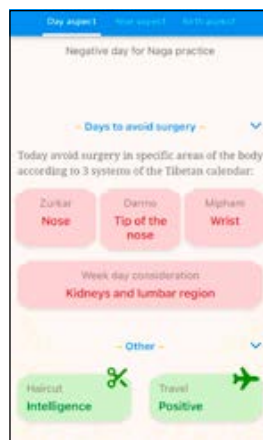 Day aspect Year aspect Birth aspect
Negative day for Naga practice
– Days to avoid surgery –
Today avoid surgery in specific areas of the body
according to 3 systems of the Tibetan calendar:
Zurkar Darmo Mipham
Nose Tip of the Wrist
nose
Week day consideration
Kidneys and lumbar region
– Other –
Haircut Travel
Intelligence Positive